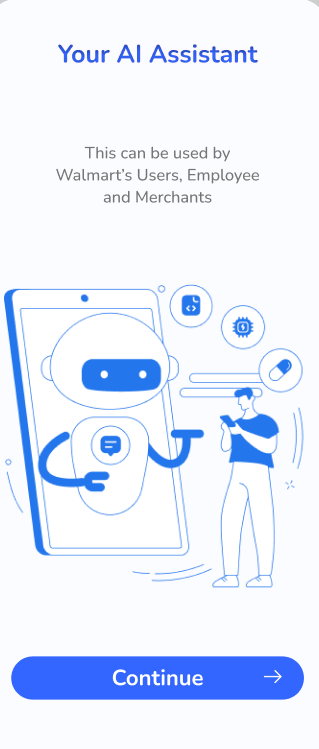 Your AI Assistant
This can be used by
Walmart's Users, Employee
and Merchants
Continue